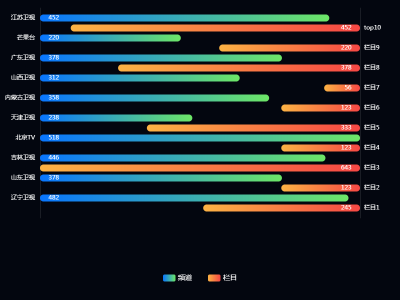 江苏卫视 452
452 top10
芒果台 220
220 栏目9
广东卫视 378
378 栏目8
山西卫视 312
56 栏目7
内蒙古卫视 358
123 栏目6
天津卫视 238
333 栏目5
北京TV 518
123 栏目4
吉林卫视 446
643 栏目3
山东卫视 378
123 栏目2
辽宁卫视 482
245 栏目1
频道 栏目